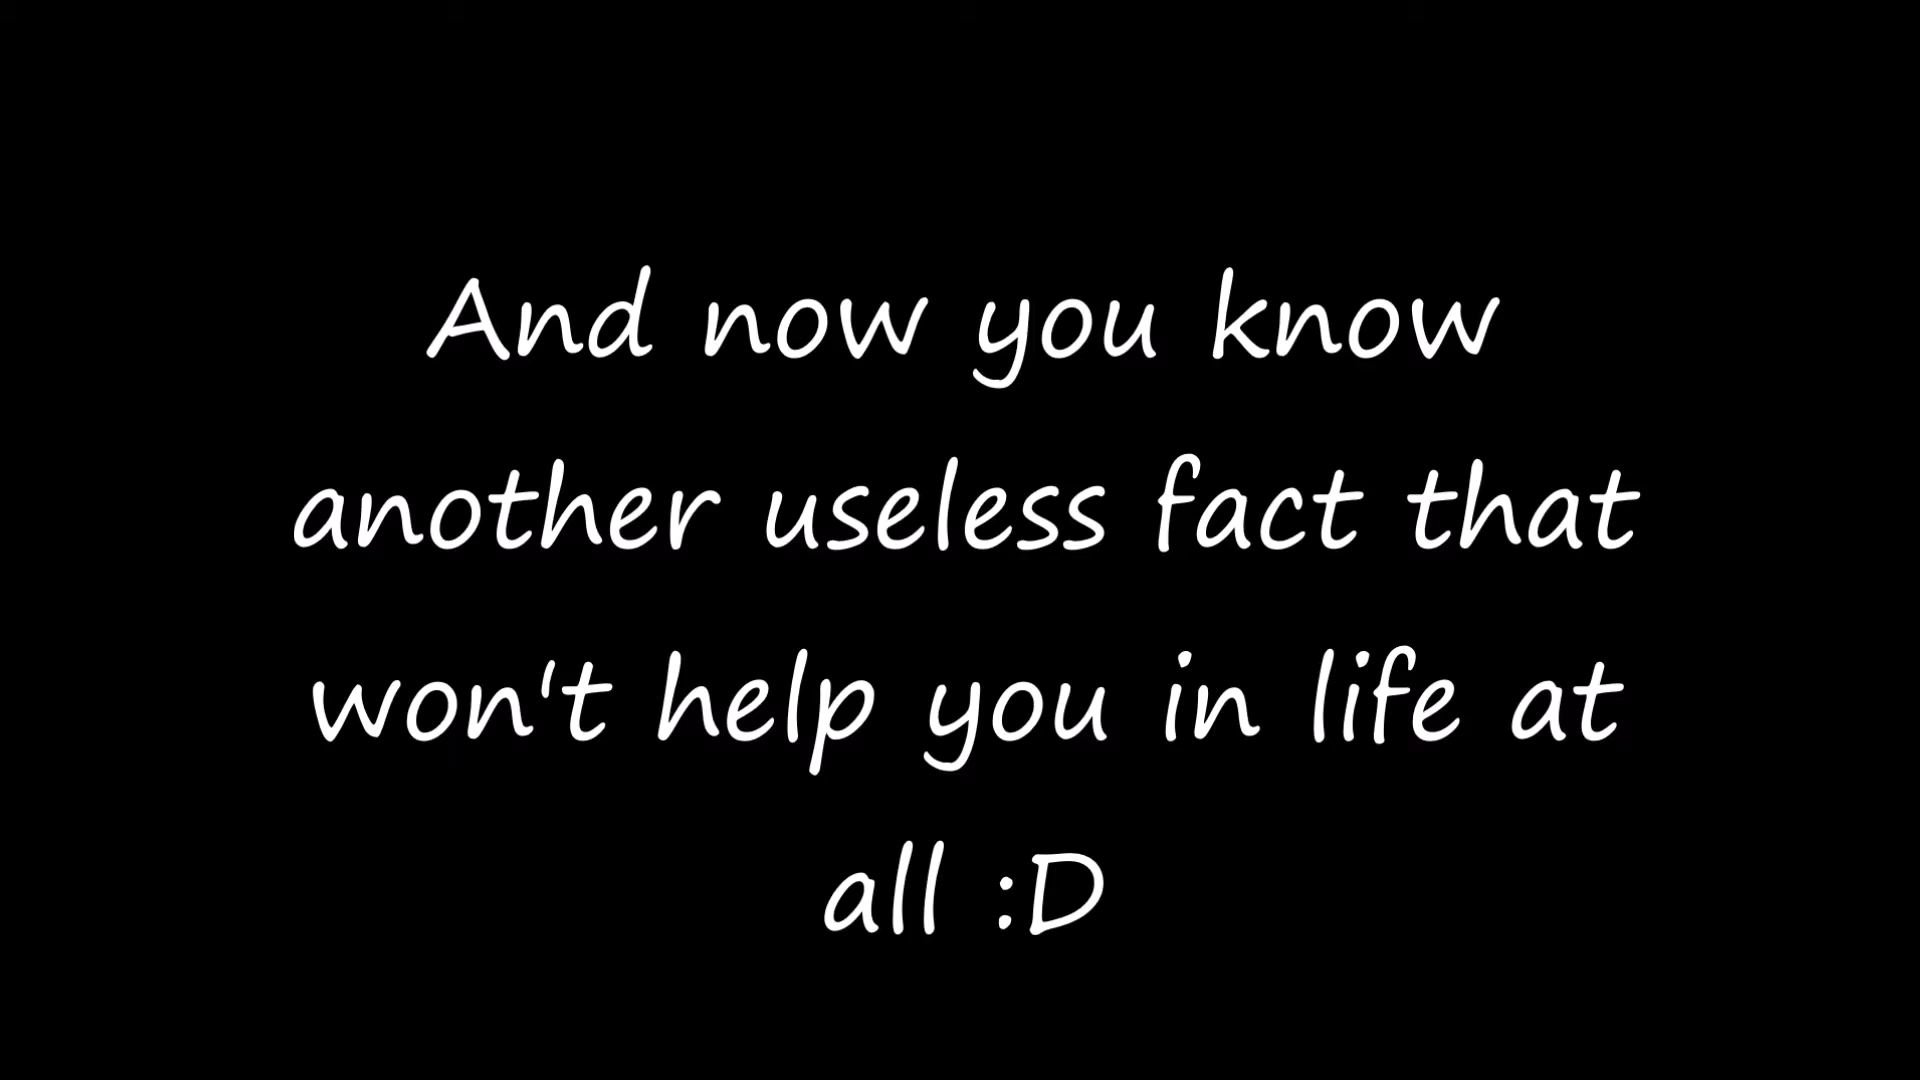 And now you know
another useless fact that
won't help you in life at
all :D